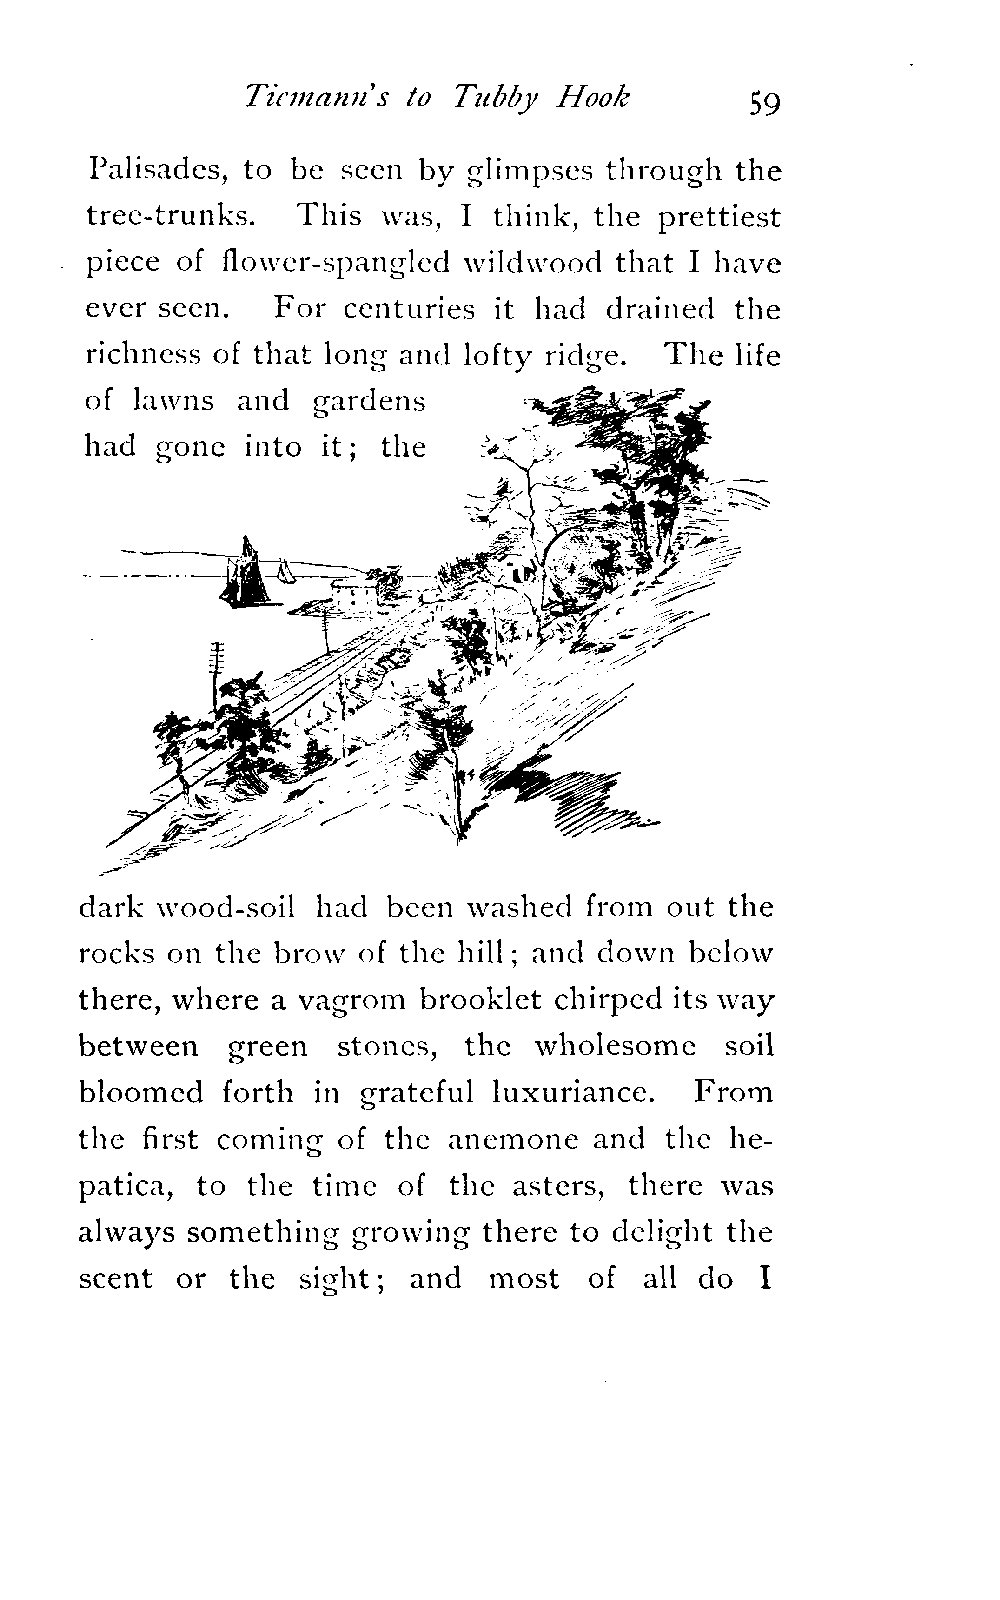 Tiemann's to Tubby Hook 59
Palisades, to be seen by glimpses through the
tree-trunks. This was, I think, the prettiest
piece of flower-spangled wildwood that I have
ever seen. For centuries it had drained the
richness of that long and lofty ridge. The life
of lawns and gardens
had gone into it; the
dark wood-soil had been washed from out the
rocks on the brow of the hill; and down below
there, where a vagrom brooklet chirped its way
between green stones, the wholesome soil
bloomed forth in grateful luxuriance. From
the first coming of the anemone and the he-
patica, to the time of the asters, there was
always something growing there to delight the
scent or the sight; and most of all do I